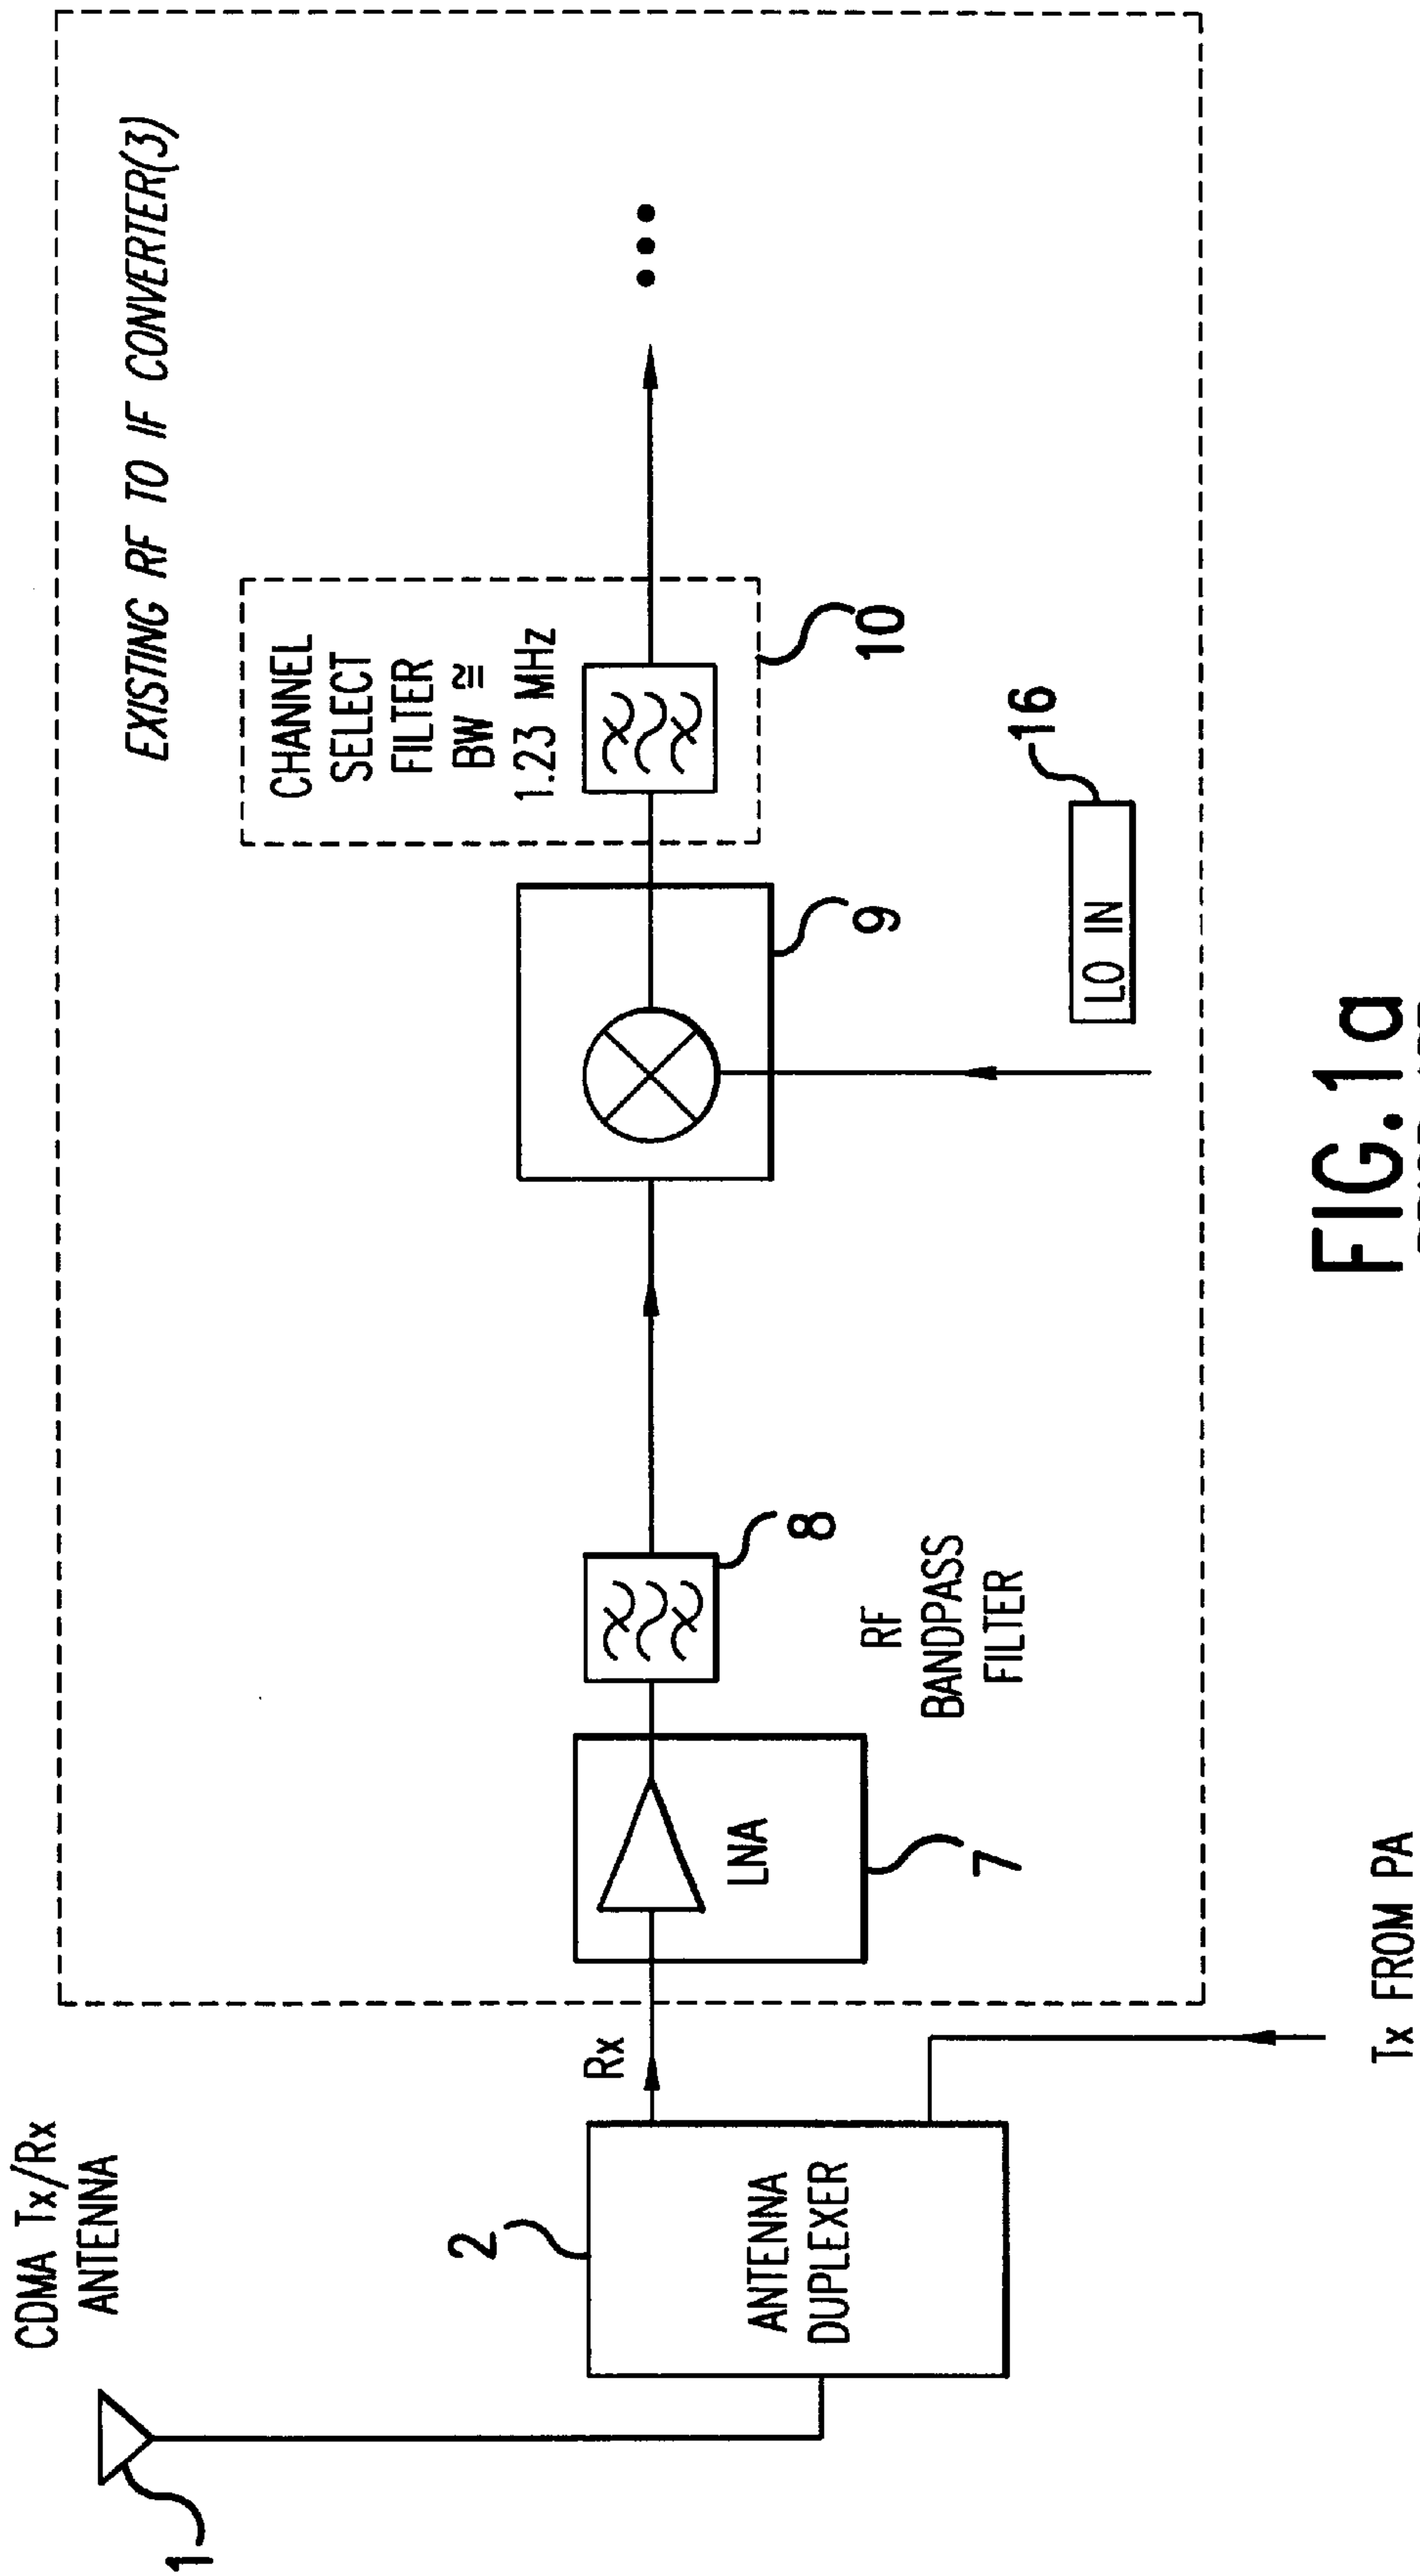 CDMA Tx/Rx
ANTENNA
1
2
ANTENNA
DUPLEXER
Rx
Tx FROM PA
EXISTING RF TO IF CONVERTER(3)
LNA
7
8
RF
BANDPASS
FILTER
9
CHANNEL
SELECT
FILTER
BW ≅
1.23 MHz
10
16
LO IN
FIG.1a